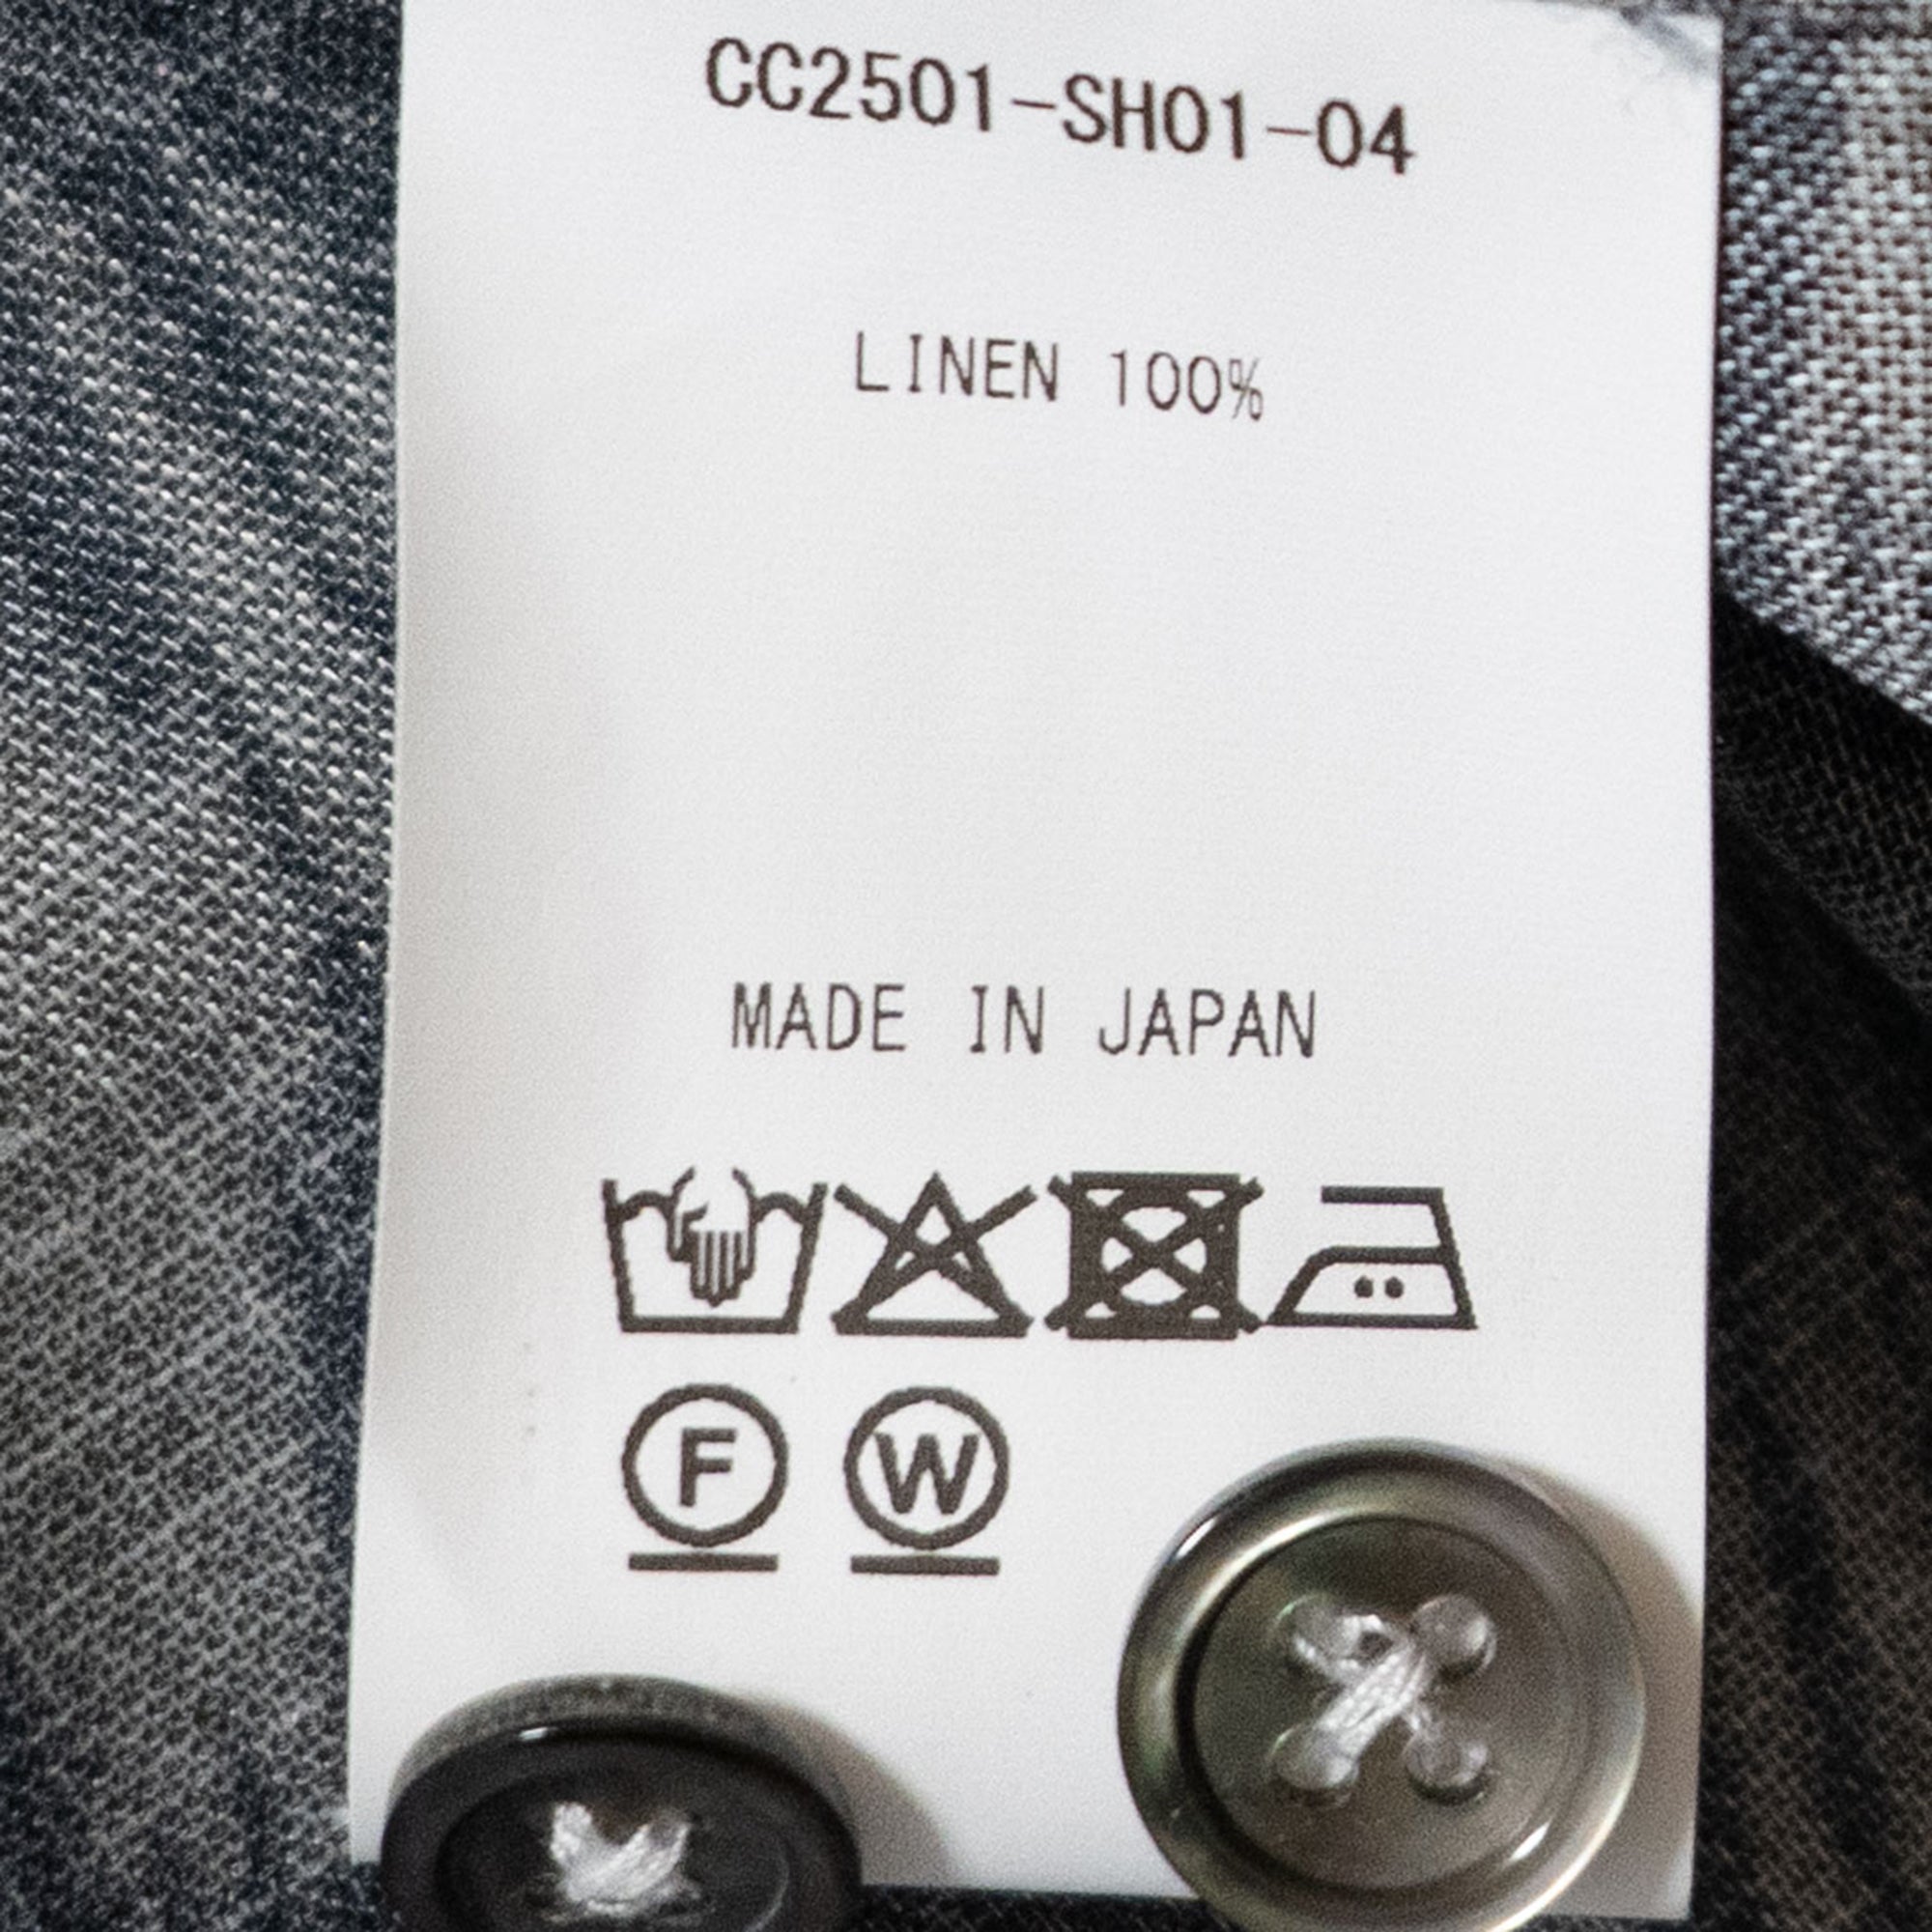 CC2501-SH01-04
LINEN 100%
MADE IN JAPAN
F W